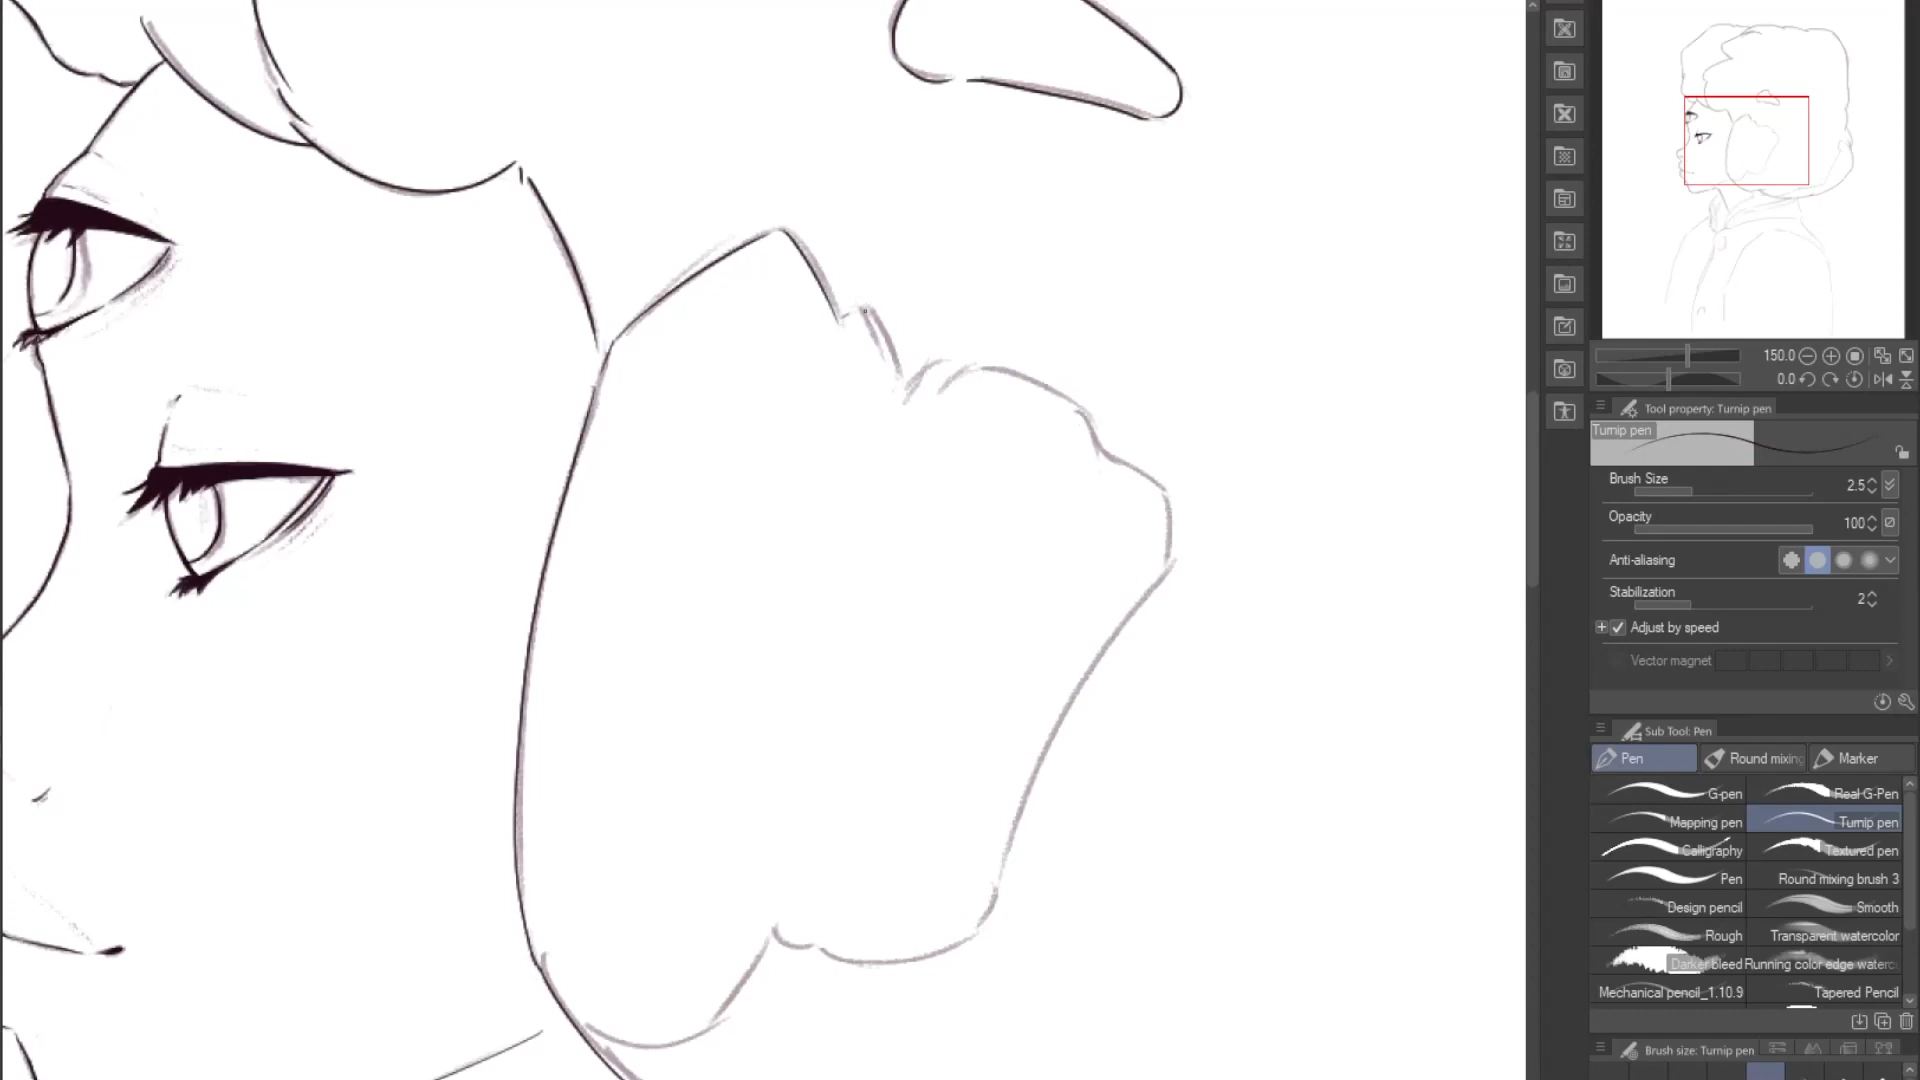 150.0
0.0
Tool property: Turnip pen
Turnip pen
Brush Size 2.5
Opacity 100
Anti-aliasing
Stabilization 2
Adjust by speed
Vector magnet
Sub Tool: Pen
Pen Round mixing Marker
G-pen Real G-Pen
Mapping pen Turnip pen
Calligraphy Textured pen
Pen Round mixing brush 3
Design pencil Smooth
Rough Transparent watercolor
Darker bleed Running color edge waterc
Mechanical pencil_1.10.9 Tapered Pencil
Brush size: Turnip pen